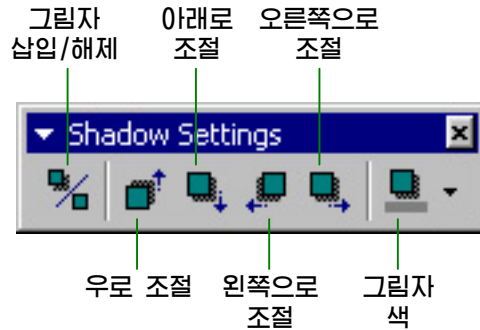 그림자
삽입/해제
아래로
조절
오른쪽으로
조절
Shadow Settings
우로 조절
왼쪽으로
조절
그림자
색